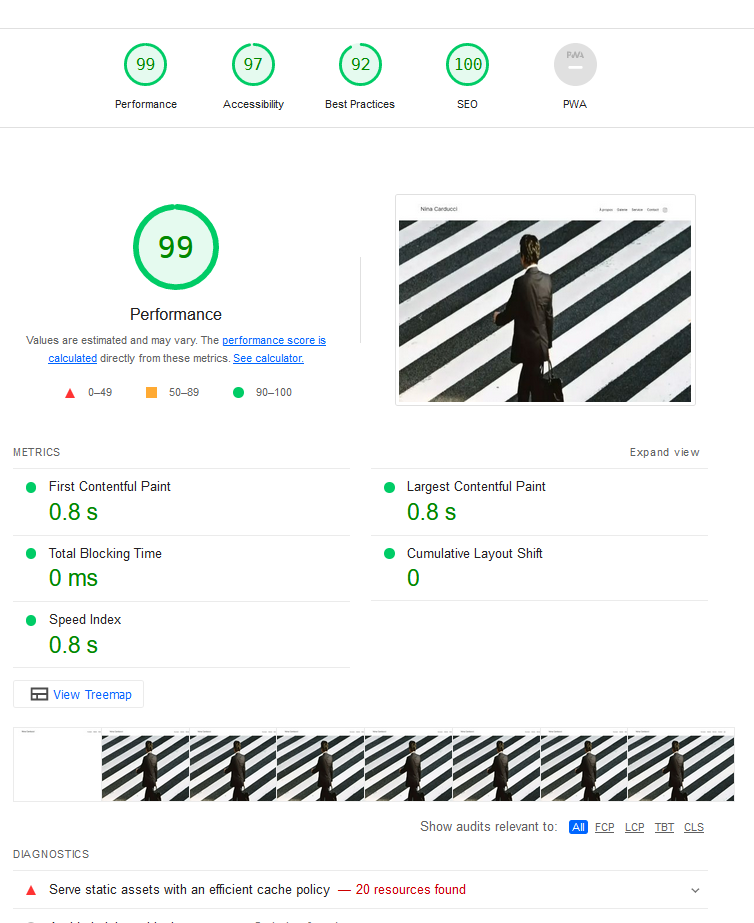 99 97 92 100 PWA
Performance Accessibility Best Practices SEO PWA
Nina Carducci
Contact
99
Performance
Values are estimated and may vary. The performance score is
calculated directly from these metrics. See calculator.
0–49 50–89 90–100
METRICS Expand view
First Contentful Paint
0.8 s
Largest Contentful Paint
0.8 s
Total Blocking Time
0 ms
Cumulative Layout Shift
0
Speed Index
0.8 s
View Treemap
Show audits relevant to: All FCP LCP TBT CLS
DIAGNOSTICS
Serve static assets with an efficient cache policy — 20 resources found